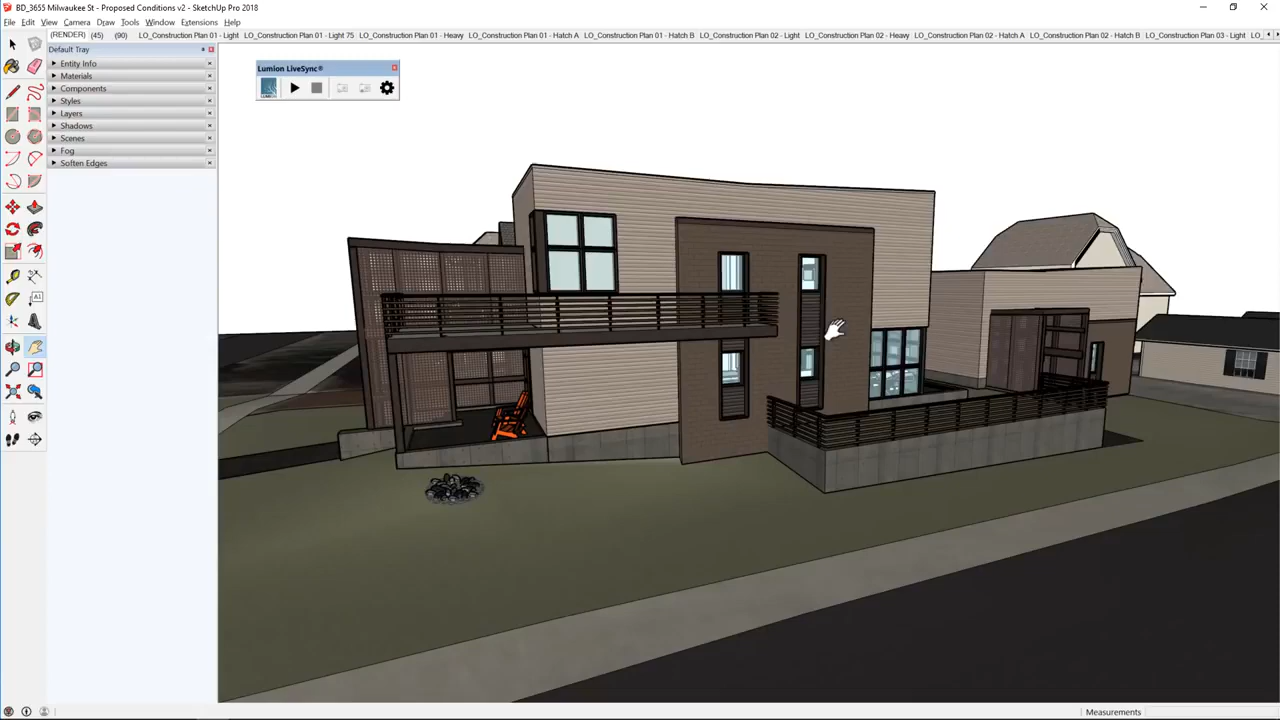 BD_3655 Milwaukee St - Proposed Conditions v2 - SketchUp Pro 2018
File Edit View Camera Draw Tools Window Extensions Help
(RENDER) (45) (90) LO_Construction Plan 01 - Light LO_Construction Plan 01 - Light 75 LO_Construction Plan 01 - Heavy LO_Construction Plan 01 - Hatch A LO_Construction Plan 01 - Hatch B LO_Construction Plan 02 - Light LO_Construction Plan 02 - Heavy LO_Construction Plan 02 - Hatch A LO_Construction Plan 02 - Hatch B LO_Construction Plan 03 - Light LO
Default Tray
Entity Info
Materials
Components
Styles
Layers
Shadows
Scenes
Fog
Soften Edges
Lumion LiveSync®
LUMION
A1
Measurements